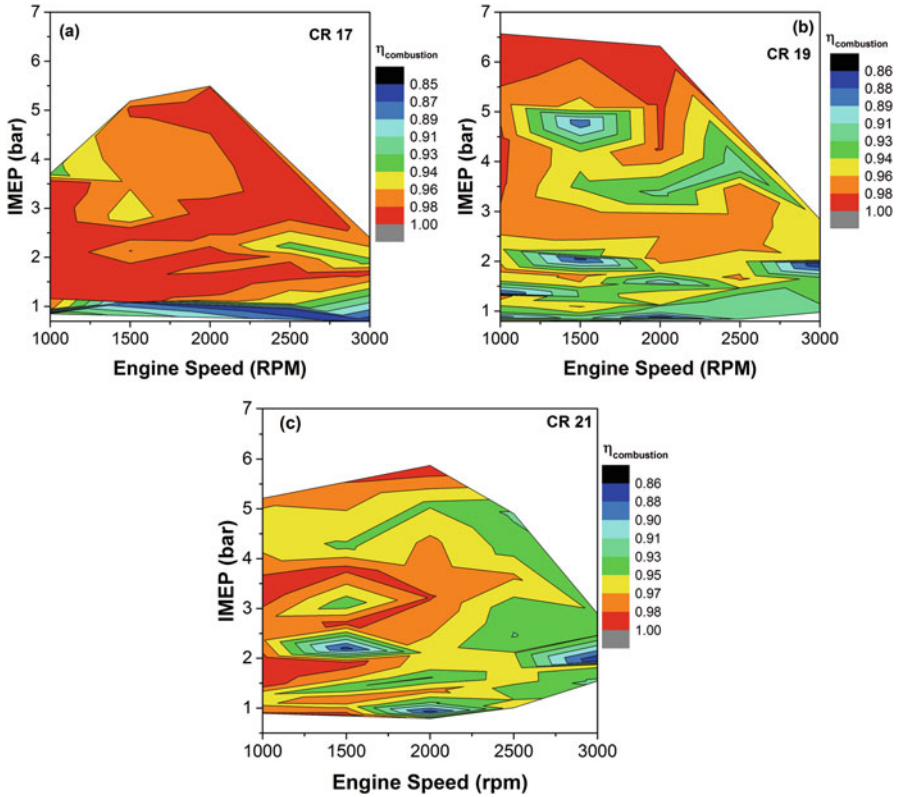 (a)
CR 17
IMEP (bar)
7
6
5
4
3
2
1
1000 1500 2000 2500 3000
Engine Speed (RPM)
ηcombustion
0.85
0.87
0.89
0.91
0.93
0.94
0.96
0.98
1.00
(b)
CR 19
IMEP (bar)
7
6
5
4
3
2
1
1000 1500 2000 2500 3000
Engine Speed (RPM)
ηcombustion
0.86
0.88
0.89
0.91
0.93
0.94
0.96
0.98
1.00
(c)
CR 21
IMEP (bar)
7
6
5
4
3
2
1
1000 1500 2000 2500 3000
Engine Speed (rpm)
ηcombustion
0.86
0.88
0.90
0.91
0.93
0.95
0.97
0.98
1.00